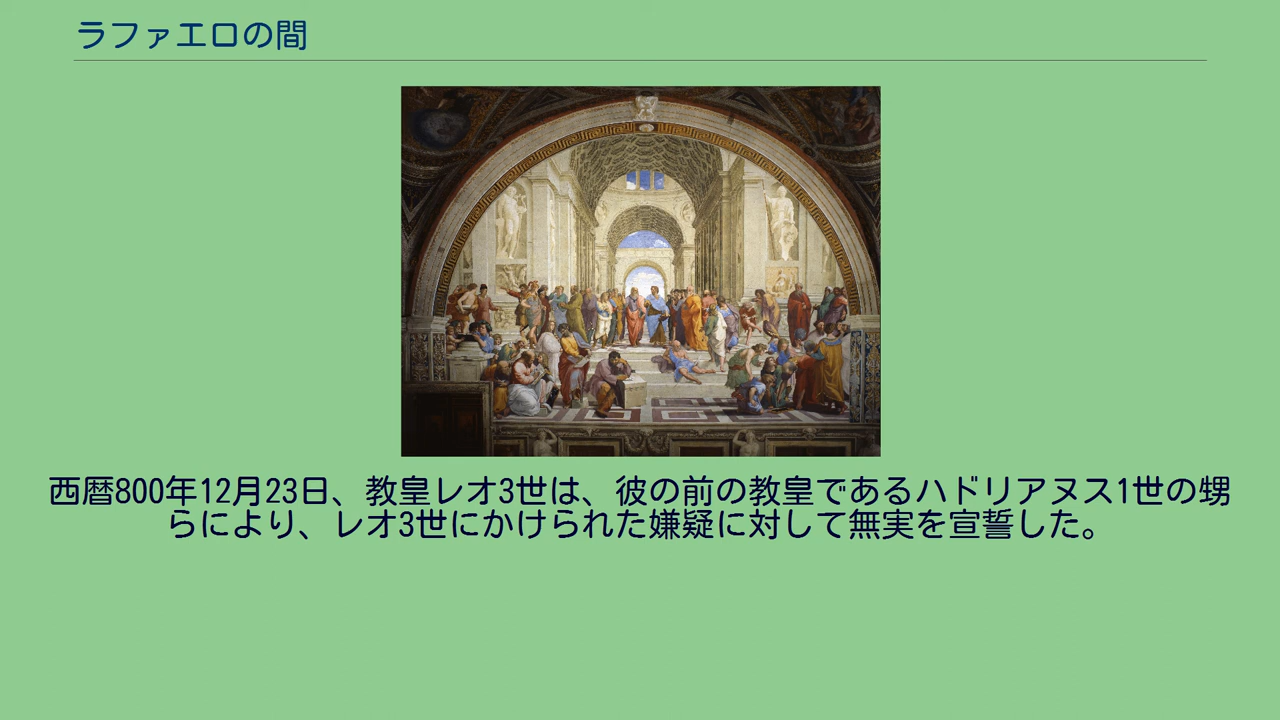 ラファエロの間
西暦800年12月23日、教皇レオ3世は、彼の前の教皇であるハドリアヌス1世の甥
らにより、レオ3世にかけられた嫌疑に対して無実を宣誓した。